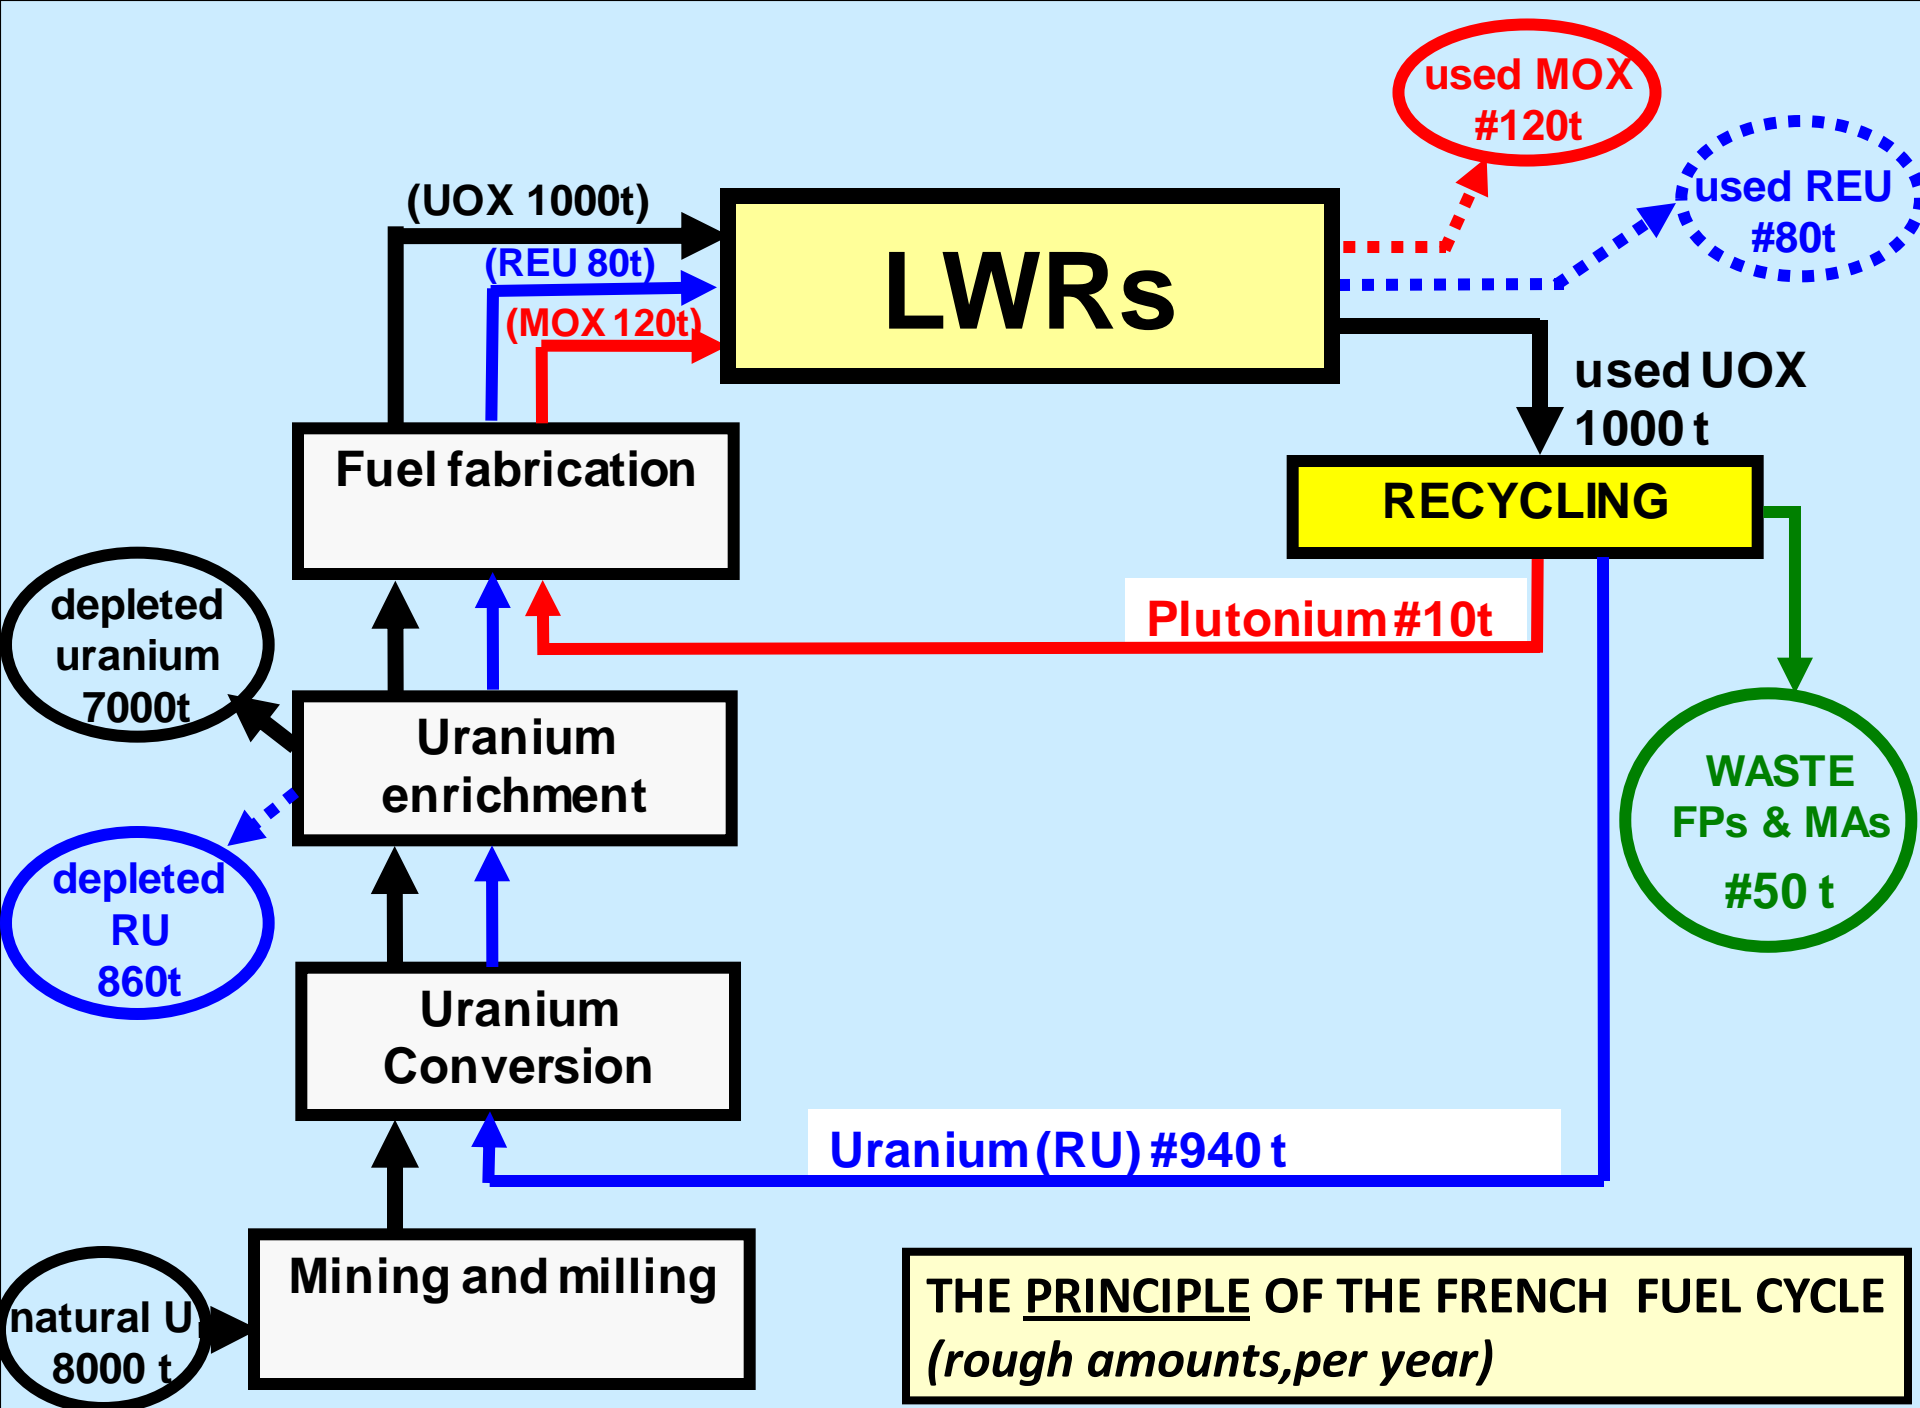 used MOX
#120t
(UOX 1000t)
used REU
#80t
(REU 80t)
(MOX 120t)
LWRs
used UOX
1000 t
Fuel fabrication
RECYCLING
depleted
uranium
7000t
Plutonium #10t
Uranium
enrichment
WASTE
FPs & MAs
#50 t
depleted
RU
860t
Uranium
Conversion
Uranium (RU) #940 t
Mining and milling
natural U
8000 t
THE PRINCIPLE OF THE FRENCH FUEL CYCLE
(rough amounts,per year)